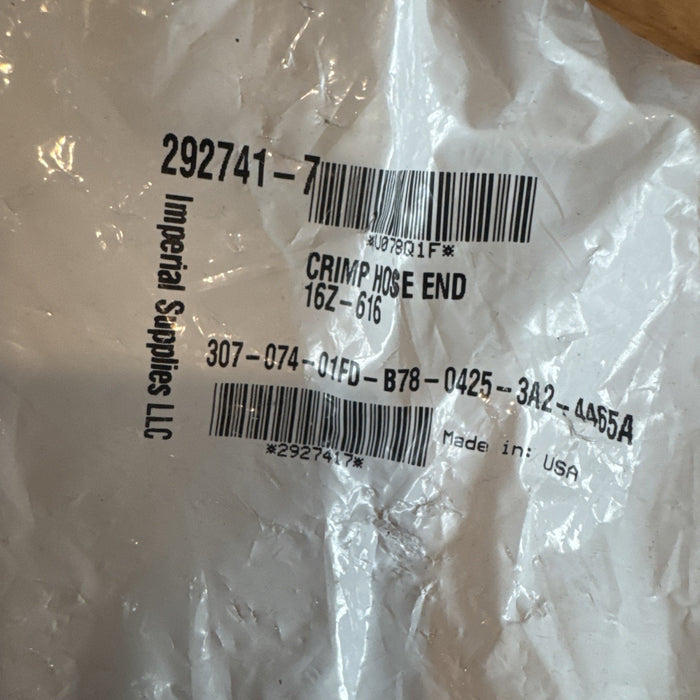 292741-7
*U078Q1F*
Imperial Supplies LLC
CRIMP HOSE END
16Z-616
307-074-01FD-B78-0425-3A2-4465A
*2927417*
Made in: USA